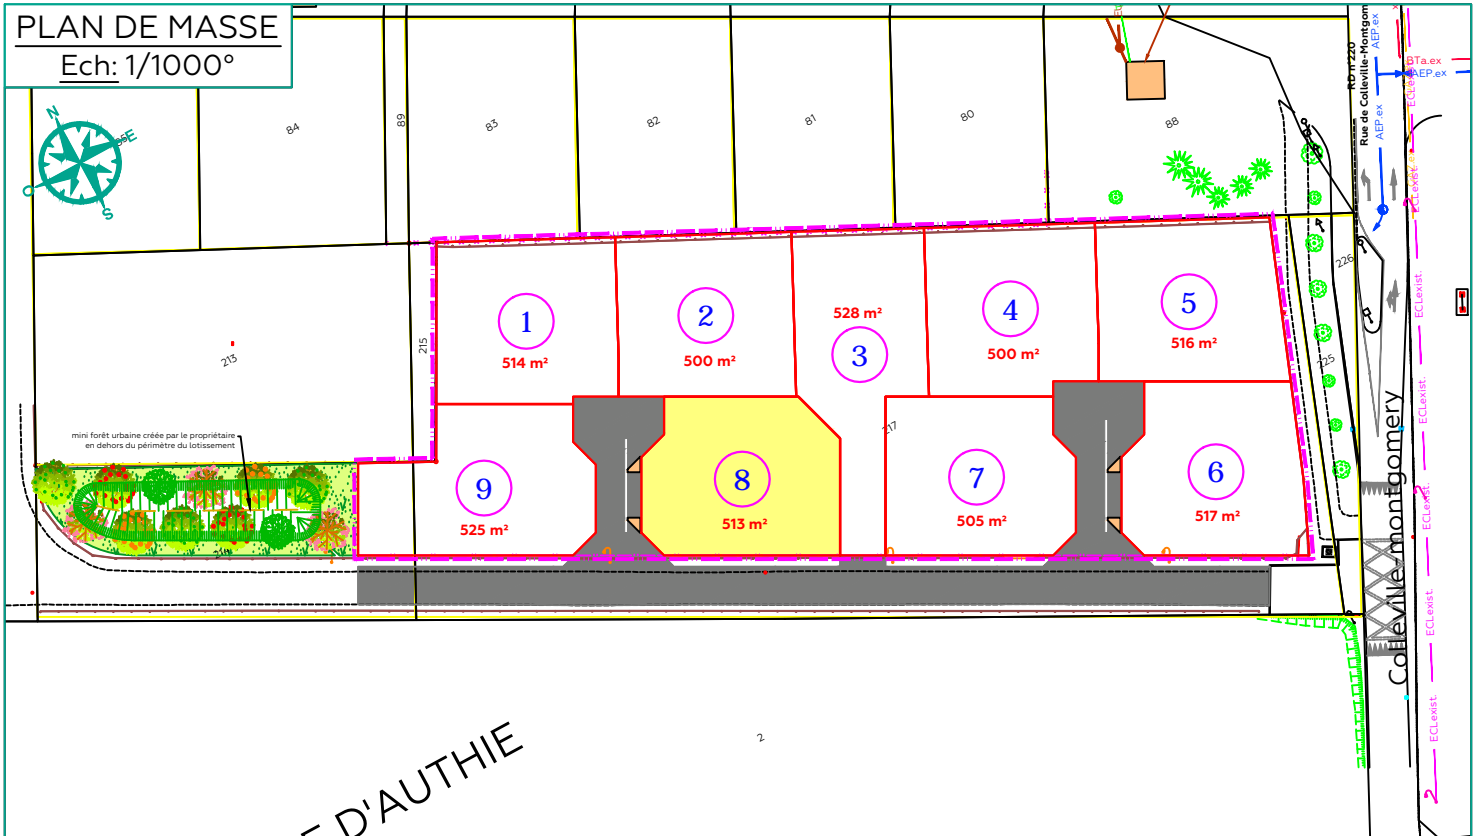 PLAN DE MASSE
Ech: 1/1000°
N
E
S
O
84
89
83
82
81
80
88
RD n°220
Rue de Colleville-Montgom
AEP.ex
AEP.ex
BTa.ex
AEP.ex
ECLexist.
ECLexist.
ECLexist.
ECLexist.
ECLexist.
ECLexist.
ECLexist.
226
225
213
215
217
1
514 m²
2
500 m²
528 m²
3
4
500 m²
5
516 m²
mini forêt urbaine créée par le propriétaire
en dehors du périmètre du lotissement
9
525 m²
8
513 m²
7
505 m²
6
517 m²
Colleville-montgomery
2
E D'AUTHIE